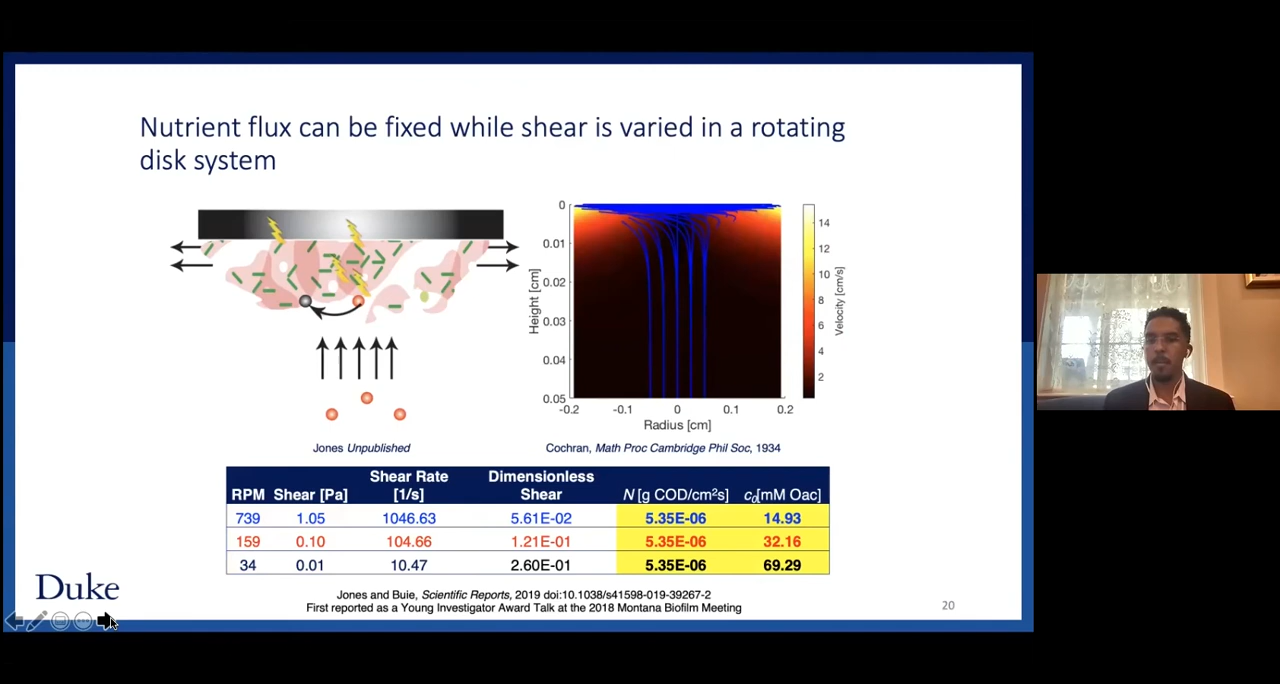 Nutrient flux can be fixed while shear is varied in a rotating
disk system
0
0.01
0.02
0.03
0.04
0.05
Height [cm]
-0.2 -0.1 0 0.1 0.2
Radius [cm]
14
12
10
8
6
4
2
Velocity [cm/s]
Jones Unpublished
Cochran, Math Proc Cambridge Phil Soc, 1934
RPM Shear [Pa] Shear Rate [1/s] Dimensionless Shear N [g COD/cm²s] c₀[mM Oac]
739 1.05 1046.63 5.61E-02 5.35E-06 14.93
159 0.10 104.66 1.21E-01 5.35E-06 32.16
34 0.01 10.47 2.60E-01 5.35E-06 69.29
Duke
Jones and Buie, Scientific Reports, 2019 doi:10.1038/s41598-019-39267-2
First reported as a Young Investigator Award Talk at the 2018 Montana Biofilm Meeting
20